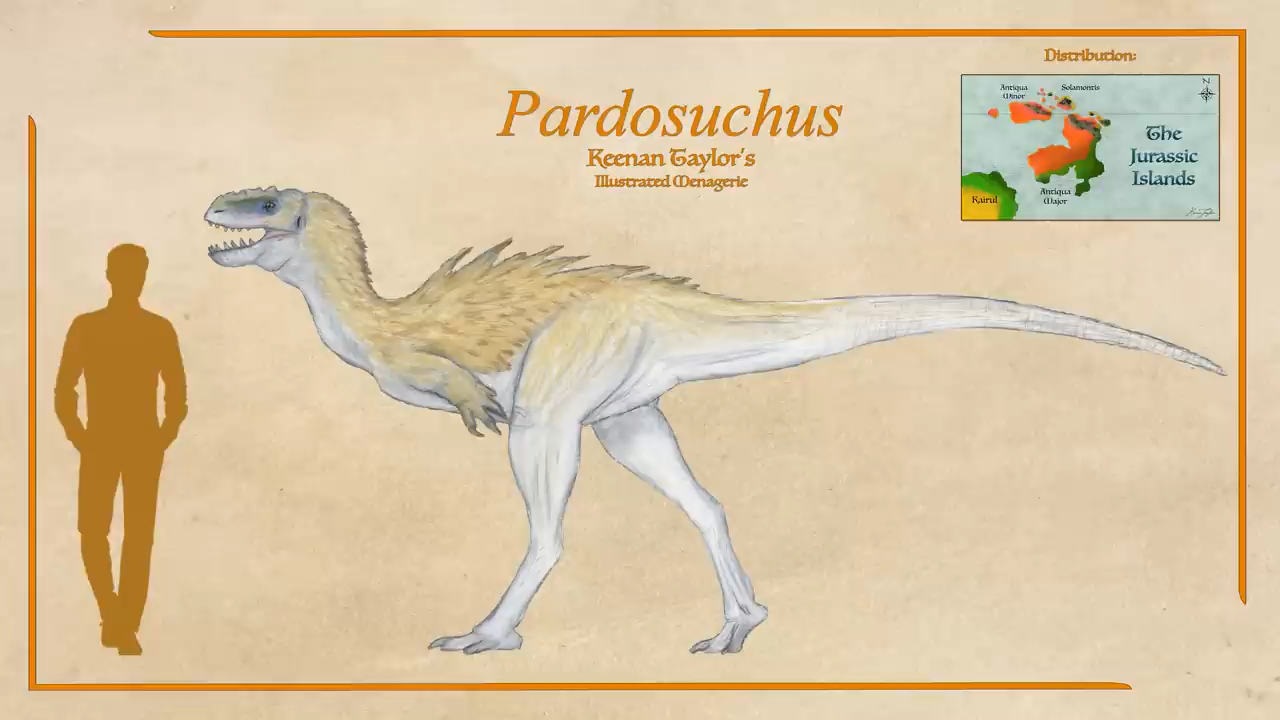 Distribution:
Pardosuchus
Keenan Taylor's
Illustrated Menagerie
N
Antiqua
Minor
Solamontis
The
Jurassic
Islands
Antiqua
Major
Kairul